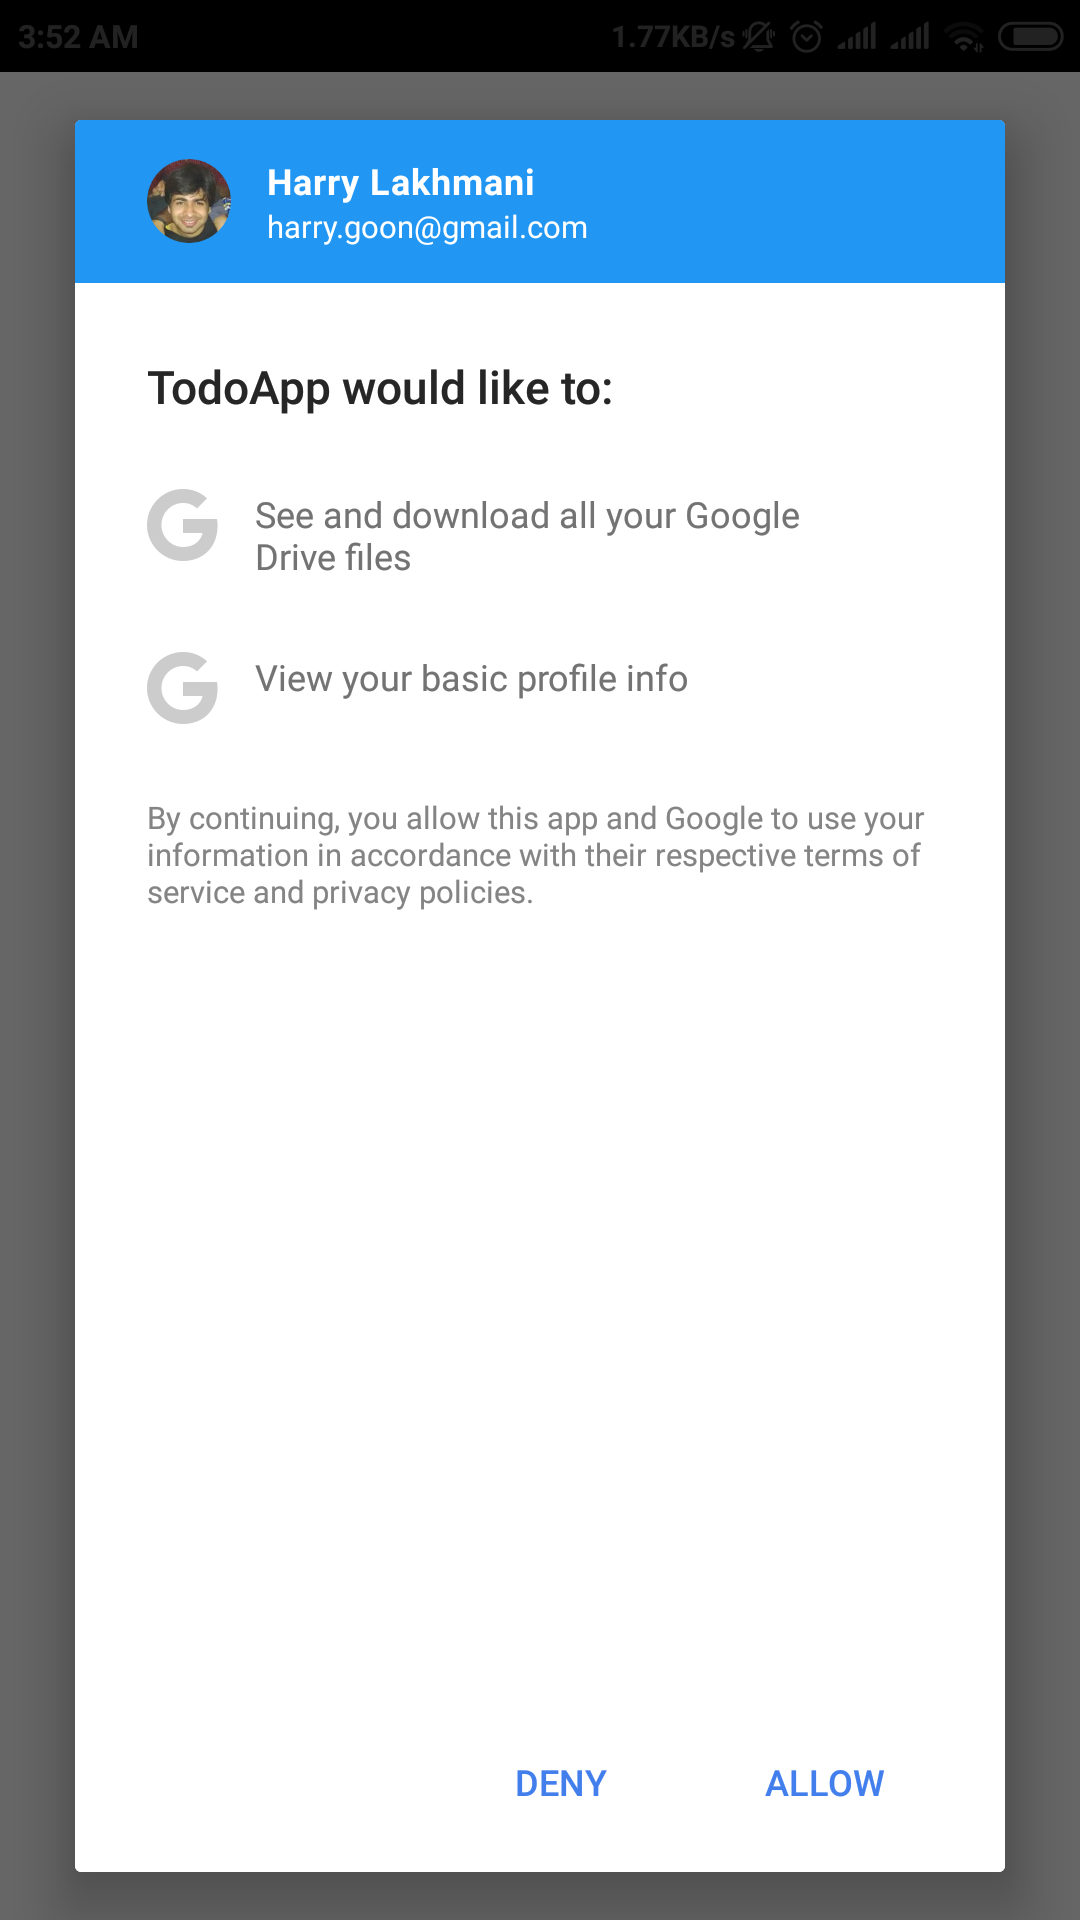 3:52 AM 1.77KB/s
Harry Lakhmani
harry.goon@gmail.com
TodoApp would like to:
See and download all your Google
Drive files
View your basic profile info
By continuing, you allow this app and Google to use your
information in accordance with their respective terms of
service and privacy policies.
DENY ALLOW